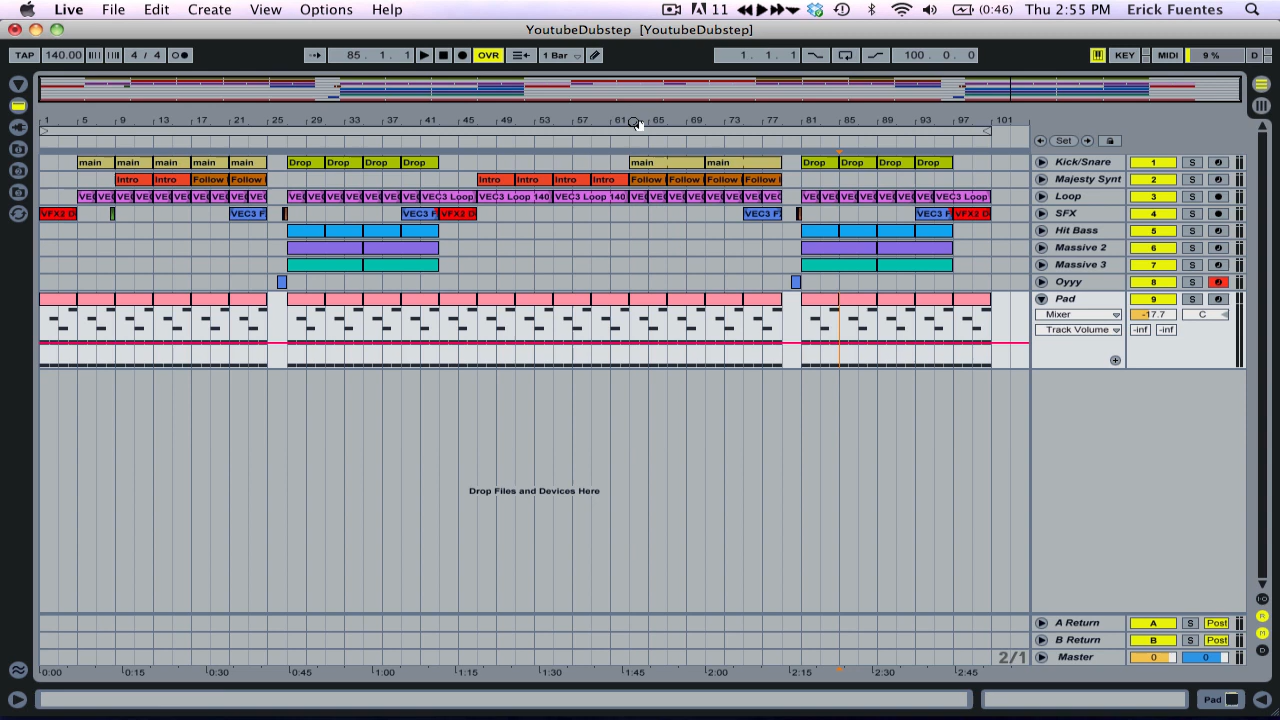 Live File Edit Create View Options Help 11 (0:46) Thu 2:55 PM Erick Fuentes
YoutubeDubstep [YoutubeDubstep]
TAP 140.00 4 / 4 85. 1. 1 OVR 1 Bar 1. 1. 1 100. 0. 0 KEY MIDI 9 % D
1 5 9 13 17 21 25 29 33 37 41 45 49 53 57 61 65 69 73 77 81 85 89 93 97 101
Set
main main main main main Drop Drop Drop Drop main main Drop Drop Drop Drop Kick/Snare 1 S
Intro Intro Follow Follow Intro Intro Intro Intro Follow Follow Follow Follow Majesty Synt 2 S
VEC3 Loop VEC3 Loop 140 VEC3 Loop 140 VEC3 Loop Loop 3 S
VFX2 D VEC3 F VEC3 F VFX2 D VEC3 F VEC3 F VFX2 D SFX 4 S
Hit Bass 5 S
Massive 2 6 S
Massive 3 7 S
Oyyy 8 S
Pad 9 S
Mixer -17.7 C
Track Volume -inf -inf
Drop Files and Devices Here
A Return A S Post
B Return B S Post
2/1 Master 0 0
0:00 0:15 0:30 0:45 1:00 1:15 1:30 1:45 2:00 2:15 2:30 2:45
Pad